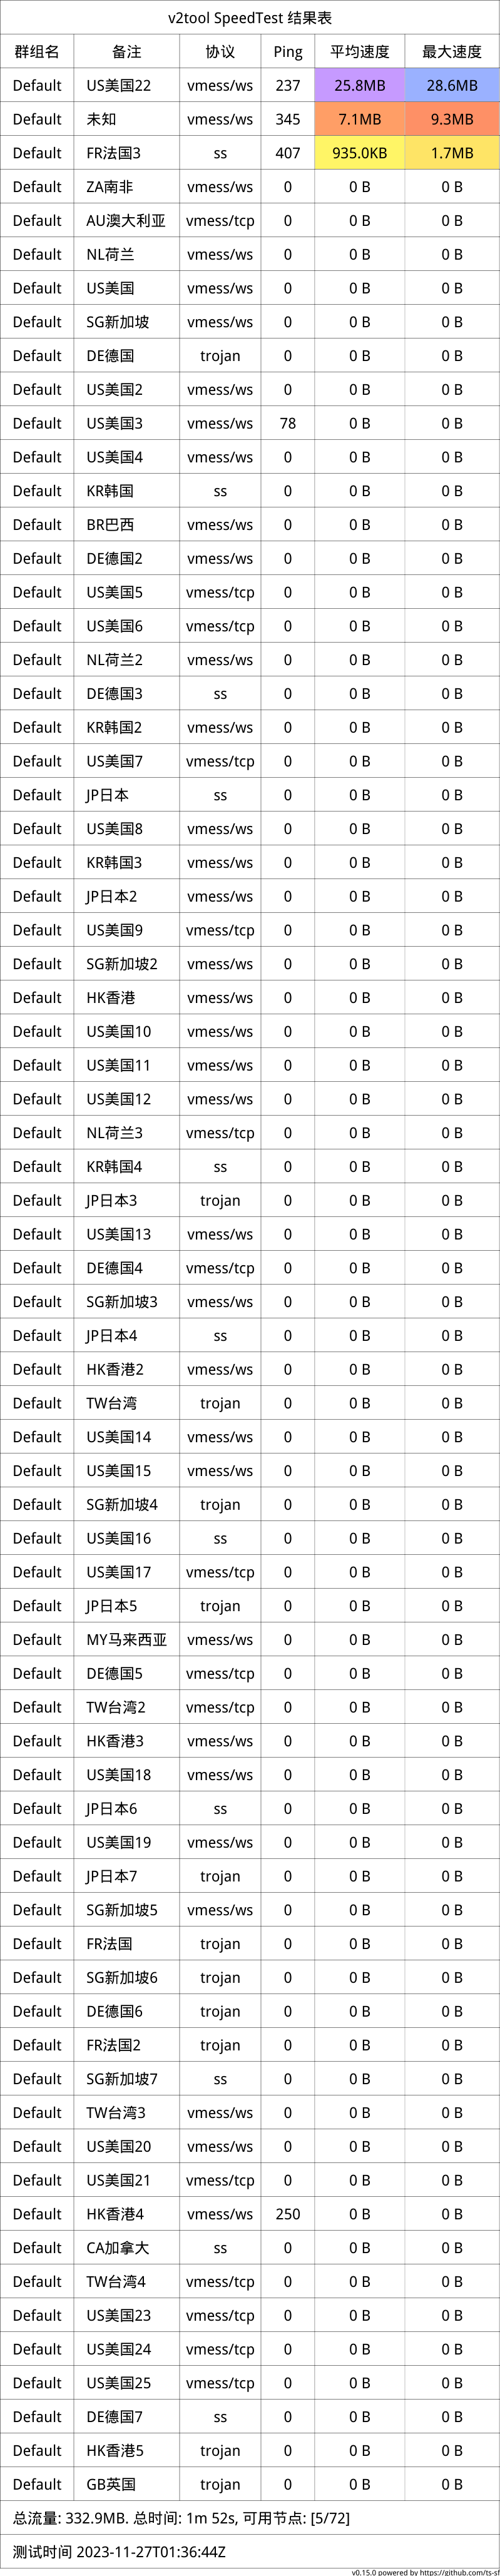 v2tool SpeedTest 结果表
群组名 备注 协议 Ping 平均速度 最大速度
Default US美国22 vmess/ws 237 25.8MB 28.6MB
Default 未知 vmess/ws 345 7.1MB 9.3MB
Default FR法国3 ss 407 935.0KB 1.7MB
Default ZA南非 vmess/ws 0 0 B 0 B
Default AU澳大利亚 vmess/tcp 0 0 B 0 B
Default NL荷兰 vmess/ws 0 0 B 0 B
Default US美国 vmess/ws 0 0 B 0 B
Default SG新加坡 vmess/ws 0 0 B 0 B
Default DE德国 trojan 0 0 B 0 B
Default US美国2 vmess/ws 0 0 B 0 B
Default US美国3 vmess/ws 78 0 B 0 B
Default US美国4 vmess/ws 0 0 B 0 B
Default KR韩国 ss 0 0 B 0 B
Default BR巴西 vmess/ws 0 0 B 0 B
Default DE德国2 vmess/ws 0 0 B 0 B
Default US美国5 vmess/tcp 0 0 B 0 B
Default US美国6 vmess/tcp 0 0 B 0 B
Default NL荷兰2 vmess/ws 0 0 B 0 B
Default DE德国3 ss 0 0 B 0 B
Default KR韩国2 vmess/ws 0 0 B 0 B
Default US美国7 vmess/tcp 0 0 B 0 B
Default JP日本 ss 0 0 B 0 B
Default US美国8 vmess/ws 0 0 B 0 B
Default KR韩国3 vmess/ws 0 0 B 0 B
Default JP日本2 vmess/ws 0 0 B 0 B
Default US美国9 vmess/tcp 0 0 B 0 B
Default SG新加坡2 vmess/ws 0 0 B 0 B
Default HK香港 vmess/ws 0 0 B 0 B
Default US美国10 vmess/ws 0 0 B 0 B
Default US美国11 vmess/ws 0 0 B 0 B
Default US美国12 vmess/ws 0 0 B 0 B
Default NL荷兰3 vmess/tcp 0 0 B 0 B
Default KR韩国4 ss 0 0 B 0 B
Default JP日本3 trojan 0 0 B 0 B
Default US美国13 vmess/ws 0 0 B 0 B
Default DE德国4 vmess/tcp 0 0 B 0 B
Default SG新加坡3 vmess/ws 0 0 B 0 B
Default JP日本4 ss 0 0 B 0 B
Default HK香港2 vmess/ws 0 0 B 0 B
Default TW台湾 trojan 0 0 B 0 B
Default US美国14 vmess/ws 0 0 B 0 B
Default US美国15 vmess/ws 0 0 B 0 B
Default SG新加坡4 trojan 0 0 B 0 B
Default US美国16 ss 0 0 B 0 B
Default US美国17 vmess/tcp 0 0 B 0 B
Default JP日本5 trojan 0 0 B 0 B
Default MY马来西亚 vmess/ws 0 0 B 0 B
Default DE德国5 vmess/tcp 0 0 B 0 B
Default TW台湾2 vmess/tcp 0 0 B 0 B
Default HK香港3 vmess/ws 0 0 B 0 B
Default US美国18 vmess/ws 0 0 B 0 B
Default JP日本6 ss 0 0 B 0 B
Default US美国19 vmess/ws 0 0 B 0 B
Default JP日本7 trojan 0 0 B 0 B
Default SG新加坡5 vmess/ws 0 0 B 0 B
Default FR法国 trojan 0 0 B 0 B
Default SG新加坡6 trojan 0 0 B 0 B
Default DE德国6 trojan 0 0 B 0 B
Default FR法国2 trojan 0 0 B 0 B
Default SG新加坡7 ss 0 0 B 0 B
Default TW台湾3 vmess/ws 0 0 B 0 B
Default US美国20 vmess/ws 0 0 B 0 B
Default US美国21 vmess/tcp 0 0 B 0 B
Default HK香港4 vmess/ws 250 0 B 0 B
Default CA加拿大 ss 0 0 B 0 B
Default TW台湾4 vmess/tcp 0 0 B 0 B
Default US美国23 vmess/tcp 0 0 B 0 B
Default US美国24 vmess/tcp 0 0 B 0 B
Default US美国25 vmess/tcp 0 0 B 0 B
Default DE德国7 ss 0 0 B 0 B
Default HK香港5 trojan 0 0 B 0 B
Default GB英国 trojan 0 0 B 0 B
总流量: 332.9MB. 总时间: 1m 52s, 可用节点: [5/72]
测试时间 2023-11-27T01:36:44Z
v0.15.0 powered by https://github.com/ts-sl